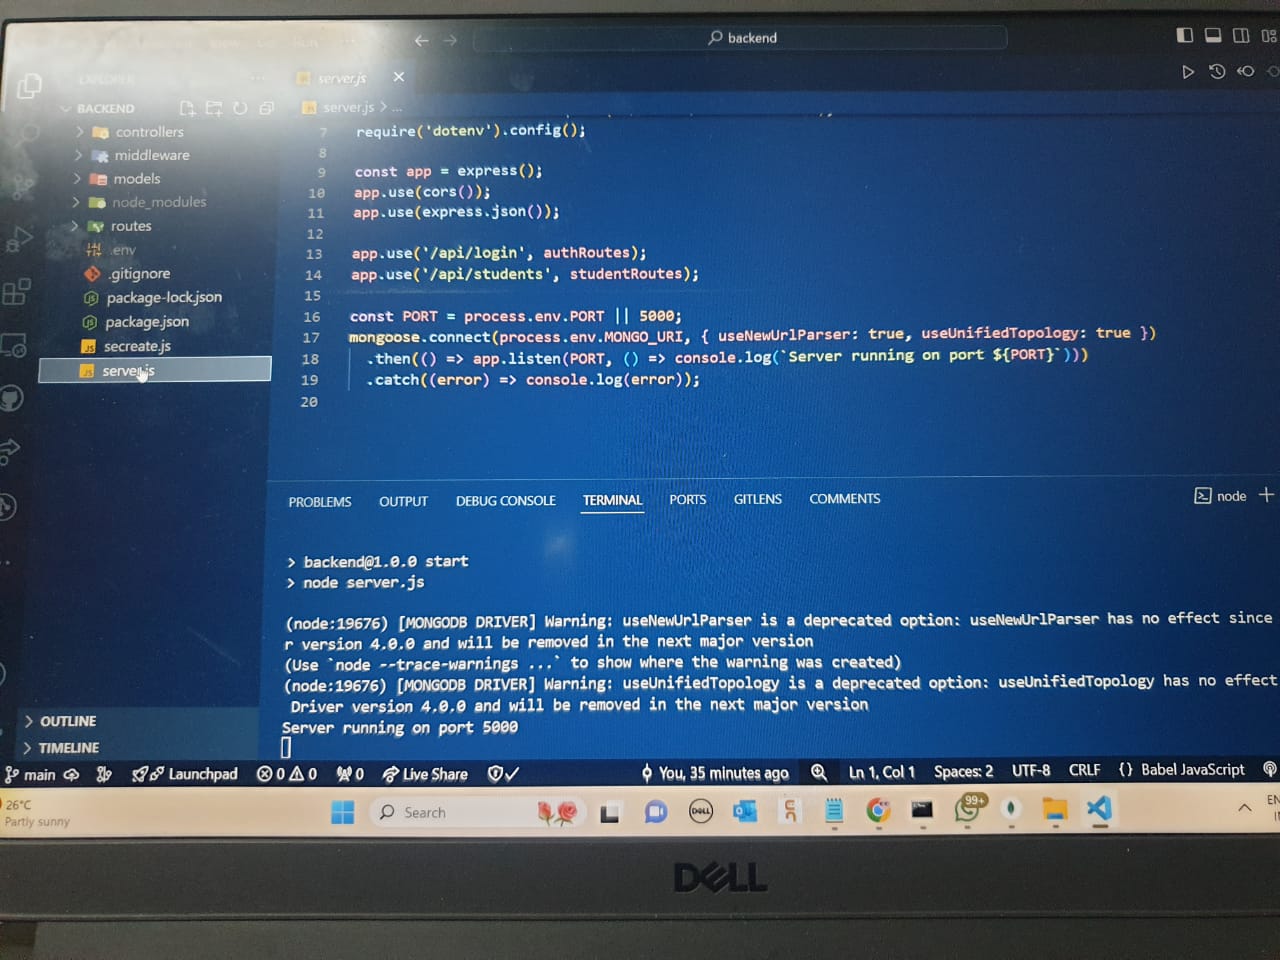 backend
EXPLORER
server.js
BACKEND
server.js > ...
controllers
middleware
models
node_modules
routes
.env
.gitignore
package-lock.json
package.json
secreate.js
server.js
7 require('dotenv').config();
8
9 const app = express();
10 app.use(cors());
11 app.use(express.json());
12
13 app.use('/api/login', authRoutes);
14 app.use('/api/students', studentRoutes);
15
16 const PORT = process.env.PORT || 5000;
17 mongoose.connect(process.env.MONGO_URI, { useNewUrlParser: true, useUnifiedTopology: true })
18 .then(() => app.listen(PORT, () => console.log(`Server running on port ${PORT}`)))
19 .catch((error) => console.log(error));
20
PROBLEMS OUTPUT DEBUG CONSOLE TERMINAL PORTS GITLENS COMMENTS
node
> backend@1.0.0 start
> node server.js
(node:19676) [MONGODB DRIVER] Warning: useNewUrlParser is a deprecated option: useNewUrlParser has no effect since
r version 4.0.0 and will be removed in the next major version
(Use `node --trace-warnings ...` to show where the warning was created)
(node:19676) [MONGODB DRIVER] Warning: useUnifiedTopology is a deprecated option: useUnifiedTopology has no effect
Driver version 4.0.0 and will be removed in the next major version
Server running on port 5000
OUTLINE
TIMELINE
main Launchpad 0 0 0 Live Share You, 35 minutes ago Ln 1, Col 1 Spaces: 2 UTF-8 CRLF {} Babel JavaScript
26°C
Partly sunny
Search
DELL
99+
EN
DELL